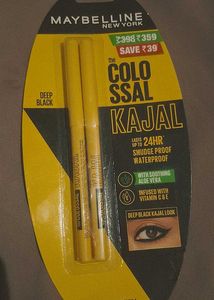 MAYBELLINE
NEW YORK
₹398 ₹359
SAVE ₹39
DEEP
BLACK
the
COLO
SSAL
KAJAL
LASTS
UP TO 24HR
SMUDGE PROOF
WATERPROOF
WITH SOOTHING
ALOE VERA
INFUSED WITH
VITAMIN C & E
DEEP BLACK KAJAL LOOK